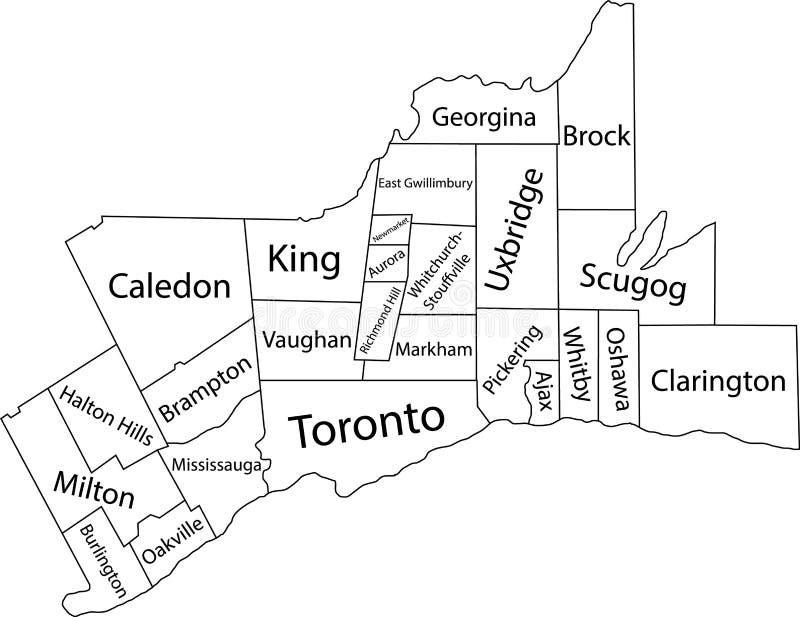 Georgina
Brock
East Gwillimbury
Uxbridge
Newmarket
King
Aurora
Whitchurch-
Stouffville
Caledon
Scugog
Richmond Hill
Vaughan
Markham
Pickering
Ajax
Whitby
Oshawa
Clarington
Brampton
Halton Hills
Toronto
Mississauga
Milton
Oakville
Burlington
dreamstime